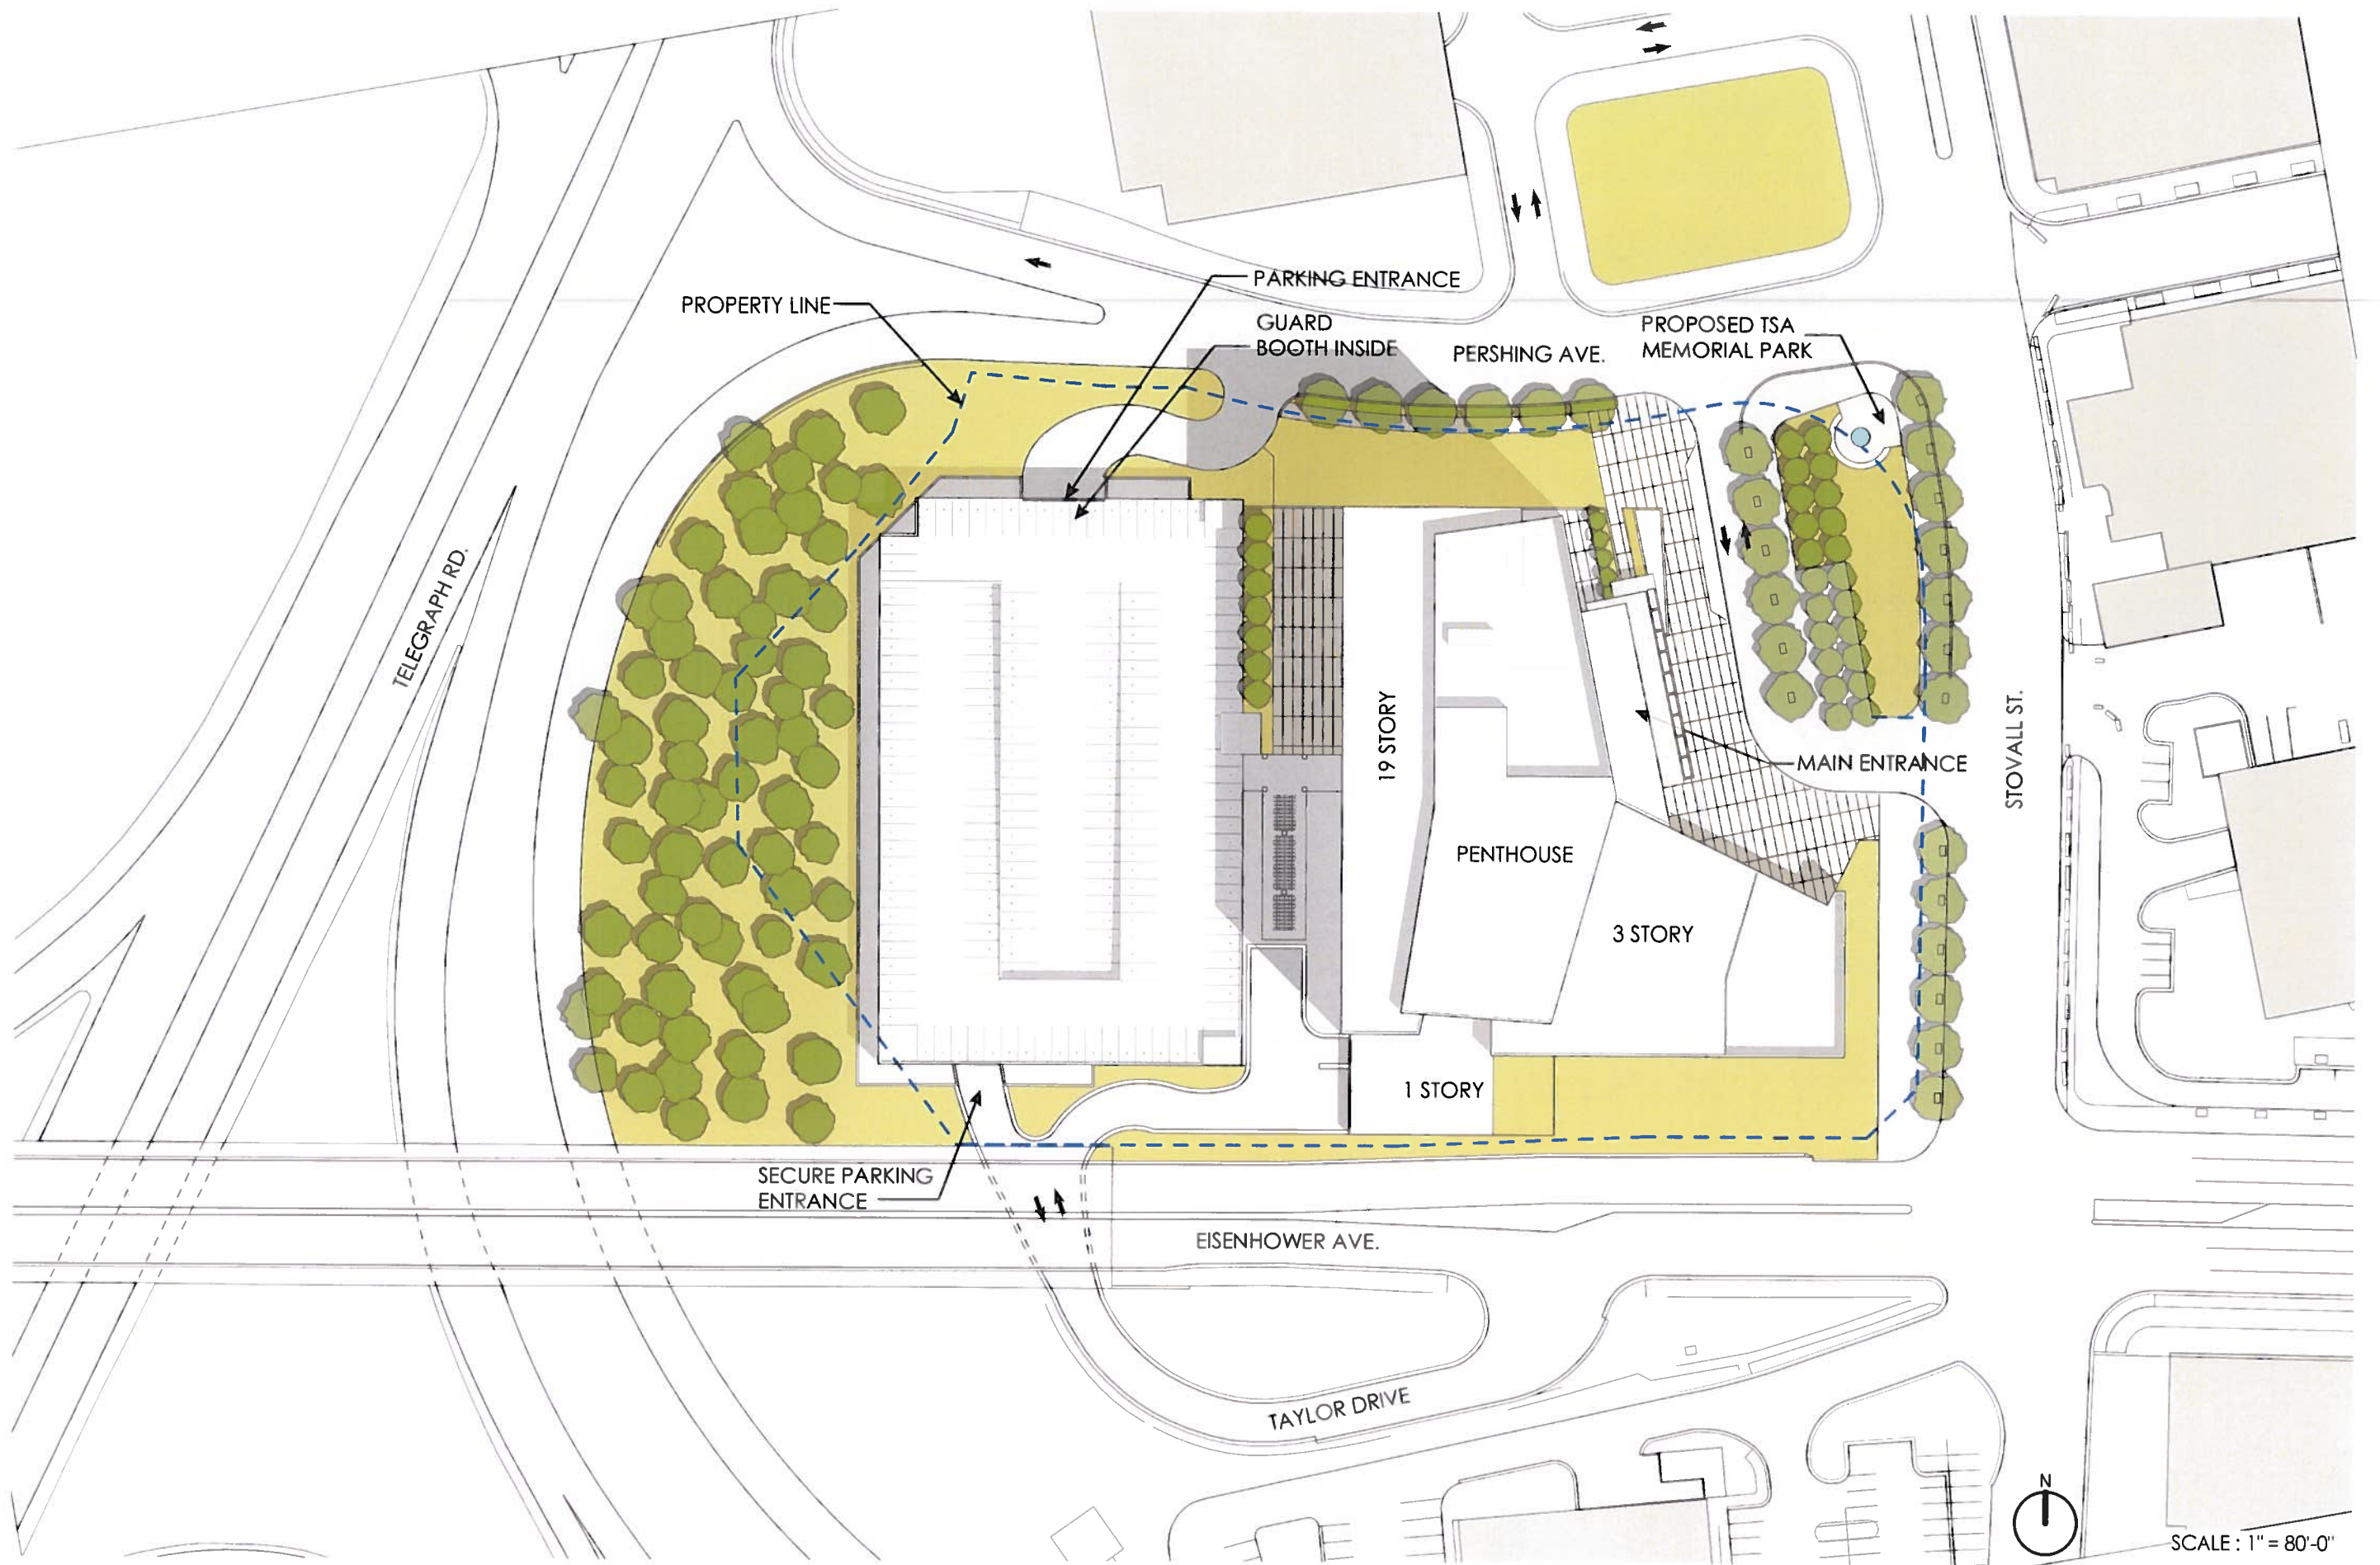 PARKING ENTRANCE
PROPERTY LINE
GUARD
BOOTH INSIDE
PERSHING AVE.
PROPOSED TSA
MEMORIAL PARK
TELEGRAPH RD.
19 STORY
STOVALL ST.
MAIN ENTRANCE
PENTHOUSE
3 STORY
1 STORY
SECURE PARKING
ENTRANCE
EISENHOWER AVE.
TAYLOR DRIVE
N
SCALE : 1" = 80'-0"